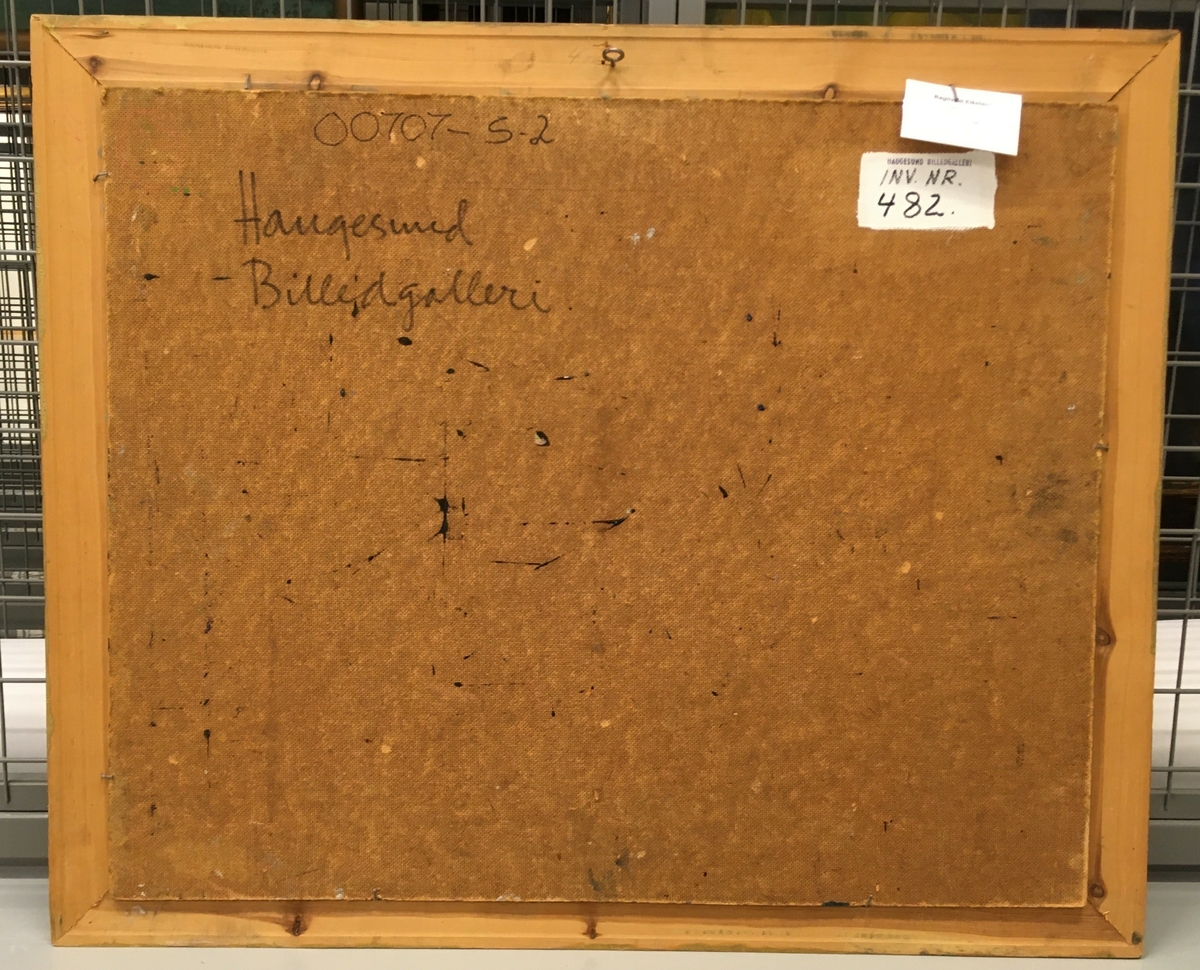 00707-S-2
Haugesund
Billedgalleri.
HAUGESUND BILLEDGALLERI
INV. NR.
482.